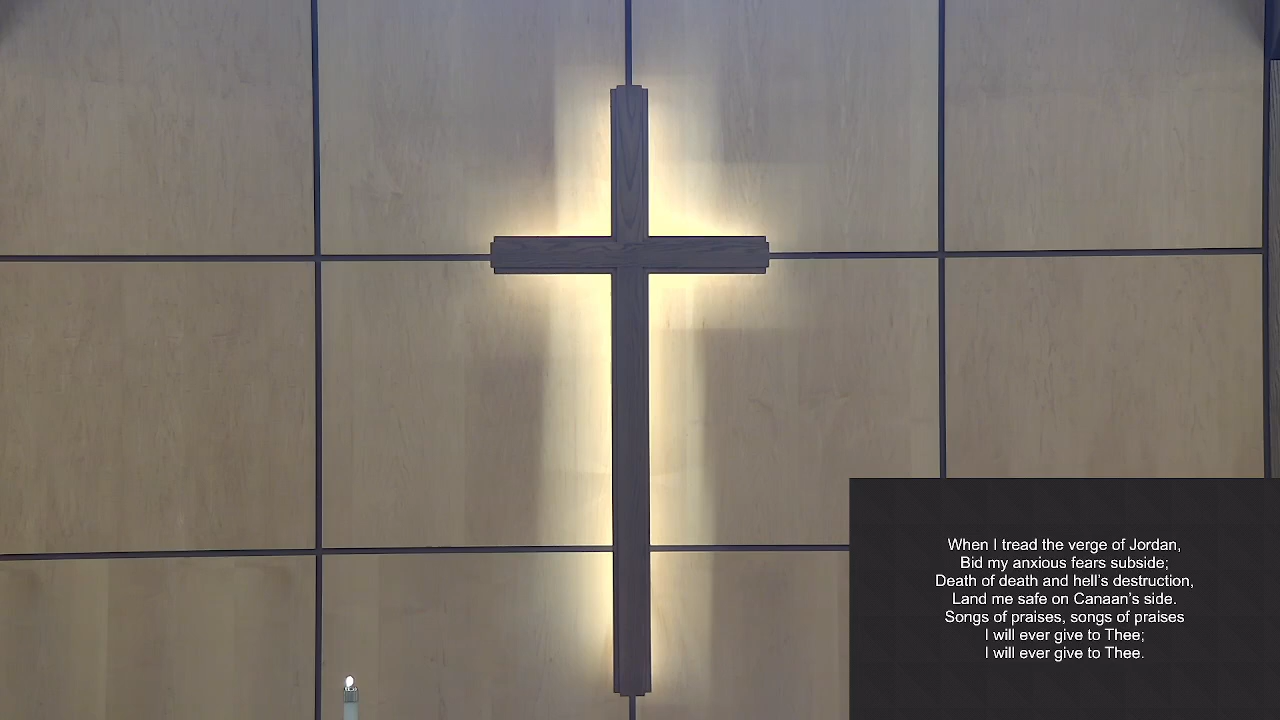 When I tread the verge of Jordan,
Bid my anxious fears subside;
Death of death and hell's destruction,
Land me safe on Canaan's side.
Songs of praises, songs of praises
I will ever give to Thee;
I will ever give to Thee.